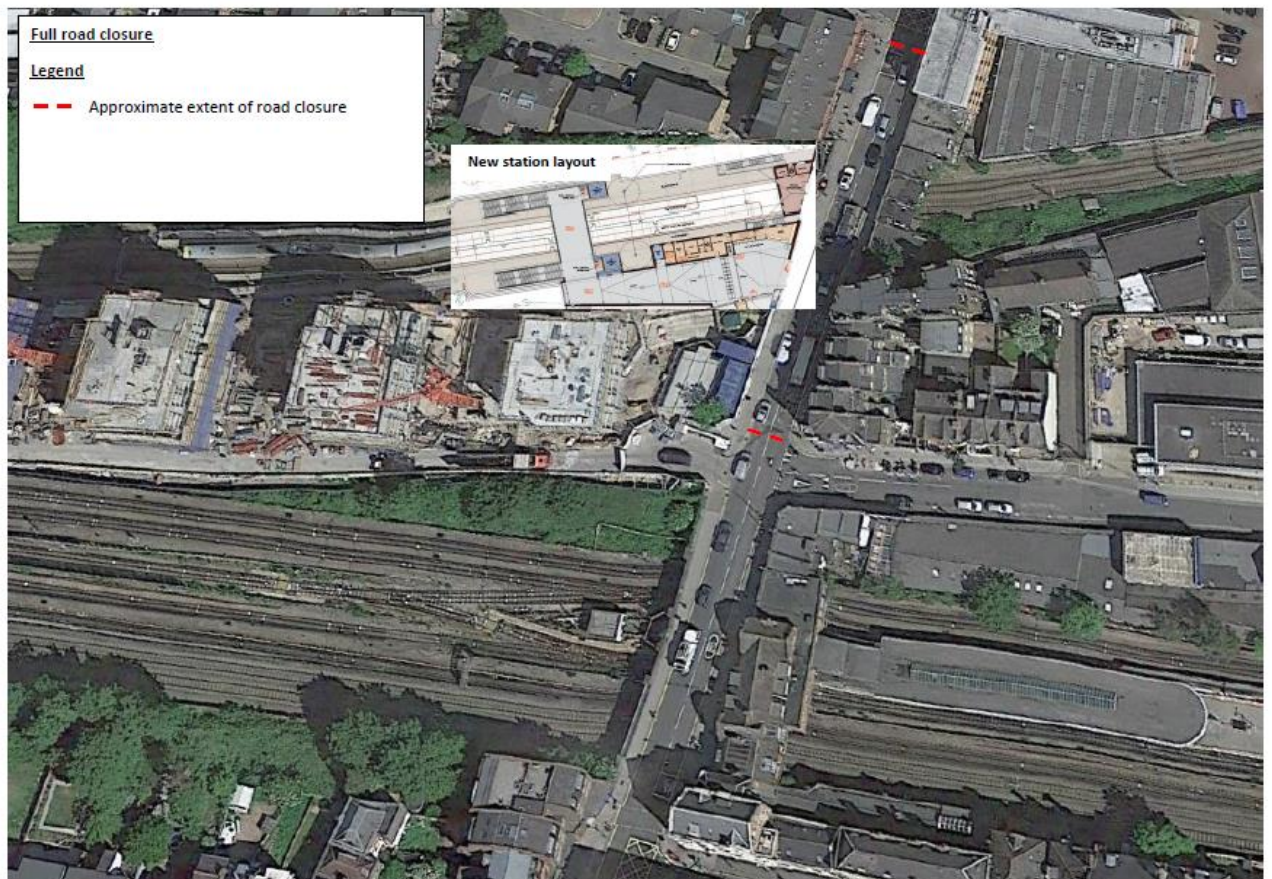 Full road closure
Legend
Approximate extent of road closure
New station layout